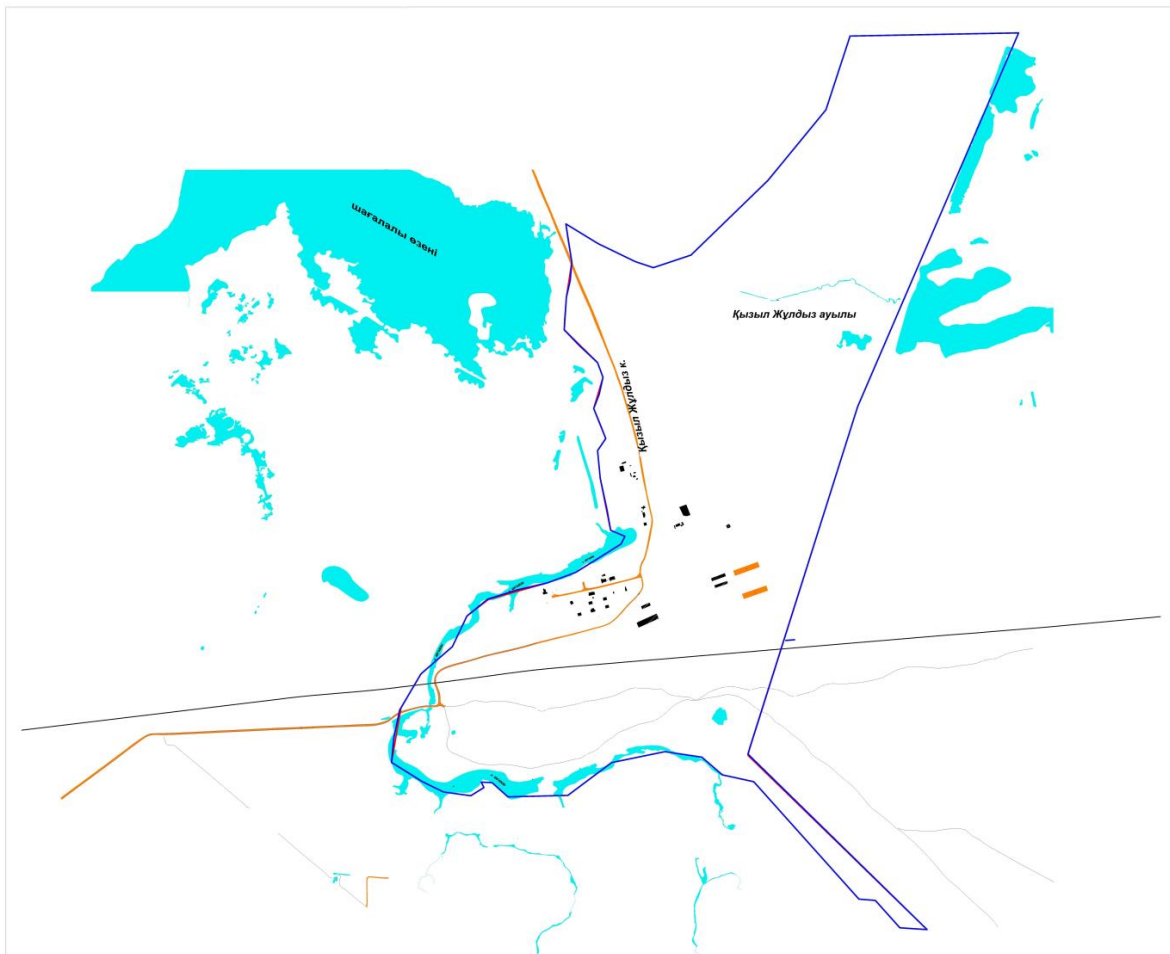 шағалалы өзені
Қызыл Жұлдыз ауылы
Қызыл Жұлдыз к.